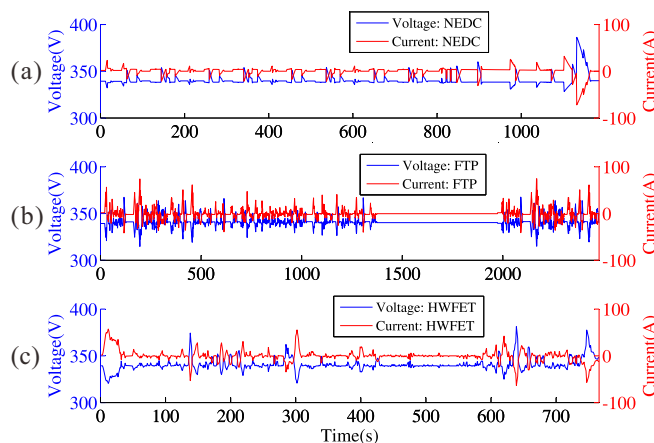 (a)
Voltage(V)
400
350
300
Voltage: NEDC
Current: NEDC
100
0
-100
Current(A)
0 200 400 600 800 1000
(b)
Voltage(V)
400
350
300
Voltage: FTP
Current: FTP
100
0
-100
Current(A)
0 500 1000 1500 2000
(c)
Voltage(V)
400
350
300
Voltage: HWFET
Current: HWFET
100
0
-100
Current(A)
0 100 200 300 400 500 600 700
Time(s)